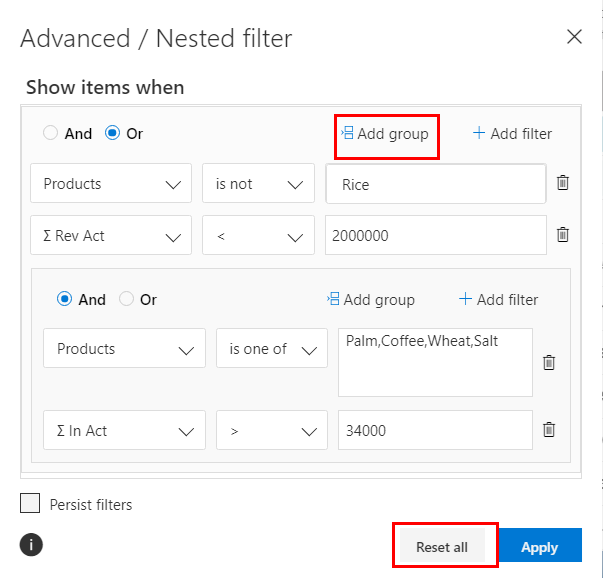 Advanced / Nested filter
Show items when
And Or Add group Add filter
Products is not Rice
Σ Rev Act < 2000000
And Or Add group Add filter
Products is one of Palm,Coffee,Wheat,Salt
Σ In Act > 34000
Persist filters
i Reset all Apply